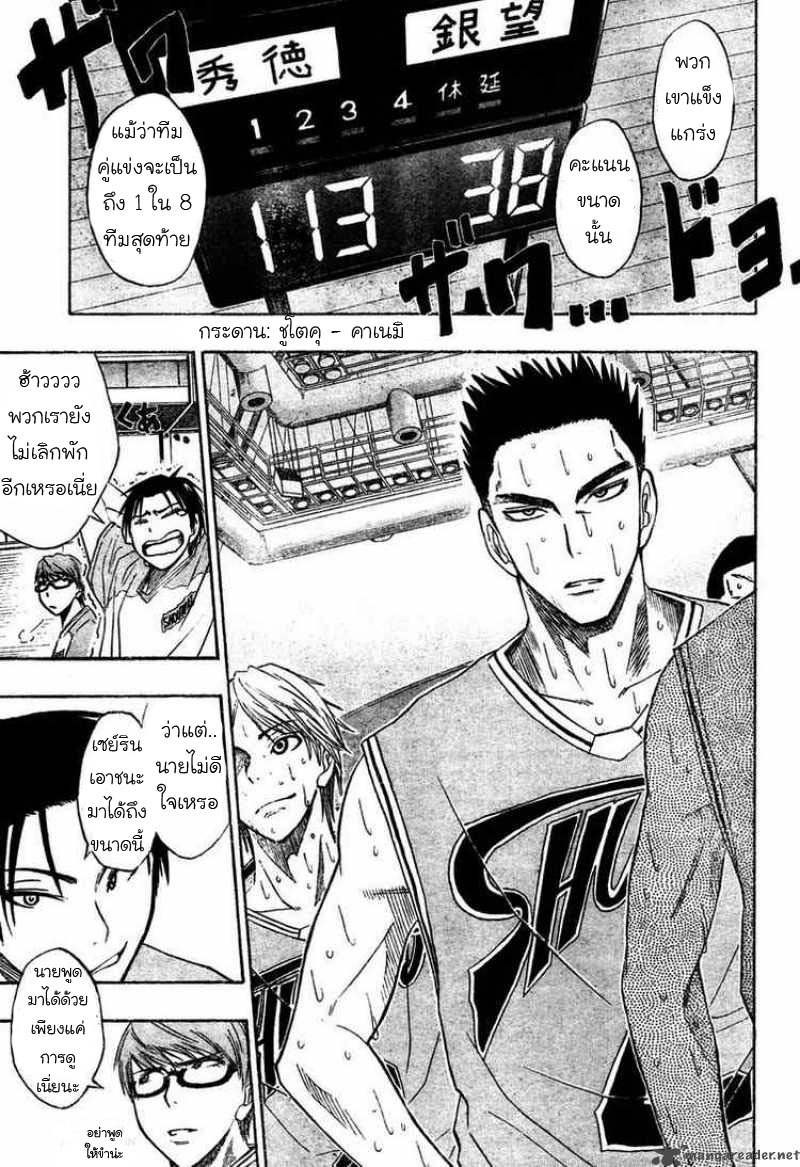 พวก
เขาแข็ง
แกร่ง
คะแนน
ขนาด
นั้น
แม้ว่าทีม
คู่แข่งจะเป็น
ถึง 1 ใน 8
ทีมสุดท้าย
秀徳 銀望
1 2 3 4 休 延
113 38
ザワ
ザワ...
ドヨ...
กระดาน: ชูโตคุ - คาเนมิ
ฮ้าวววว
พวกเรายัง
ไม่เลิกพัก
อีกเหรอเนี่ย
くあ
SHU
ว่าแต่..
นายไม่ดี
ใจเหรอ
เซย์ริน
เอาชนะ
มาได้ถึง
ขนาดนี้
นายพูด
มาได้ด้วย
เพียงแค่
การดู
เนี่ยนะ
อย่าพูด
ให้ขำน่ะ
mangareader.net